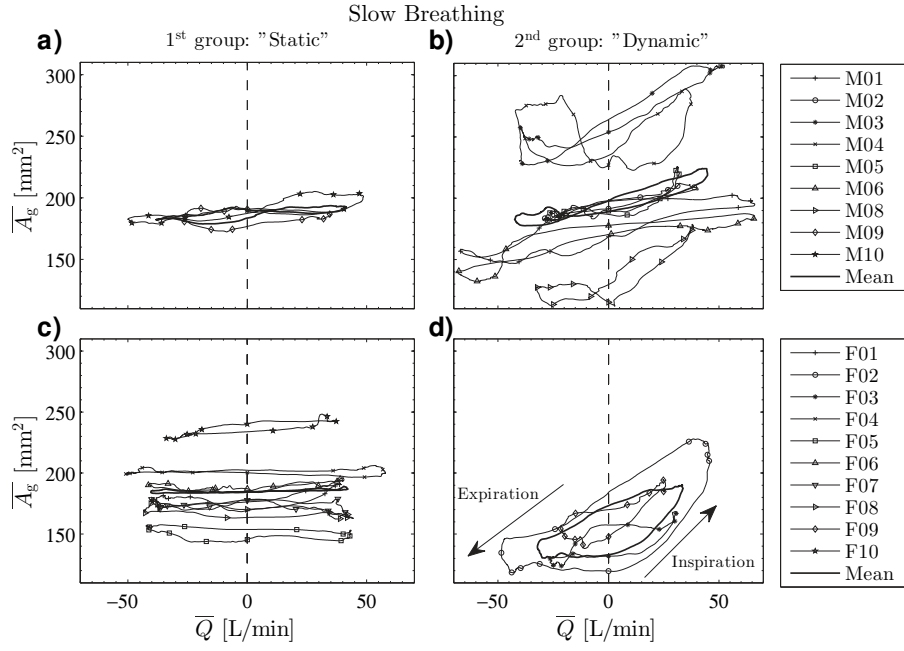 Slow Breathing
a)
1st group: "Static"
b)
2nd group: "Dynamic"
300
250
200
150
A̅g [mm²]
M01
M02
M03
M04
M05
M06
M08
M09
M10
Mean
c)
d)
300
250
200
150
A̅g [mm²]
Expiration
Inspiration
F01
F02
F03
F04
F05
F06
F07
F08
F09
F10
Mean
−50 0 50
−50 0 50
Q̅ [L/min]
Q̅ [L/min]